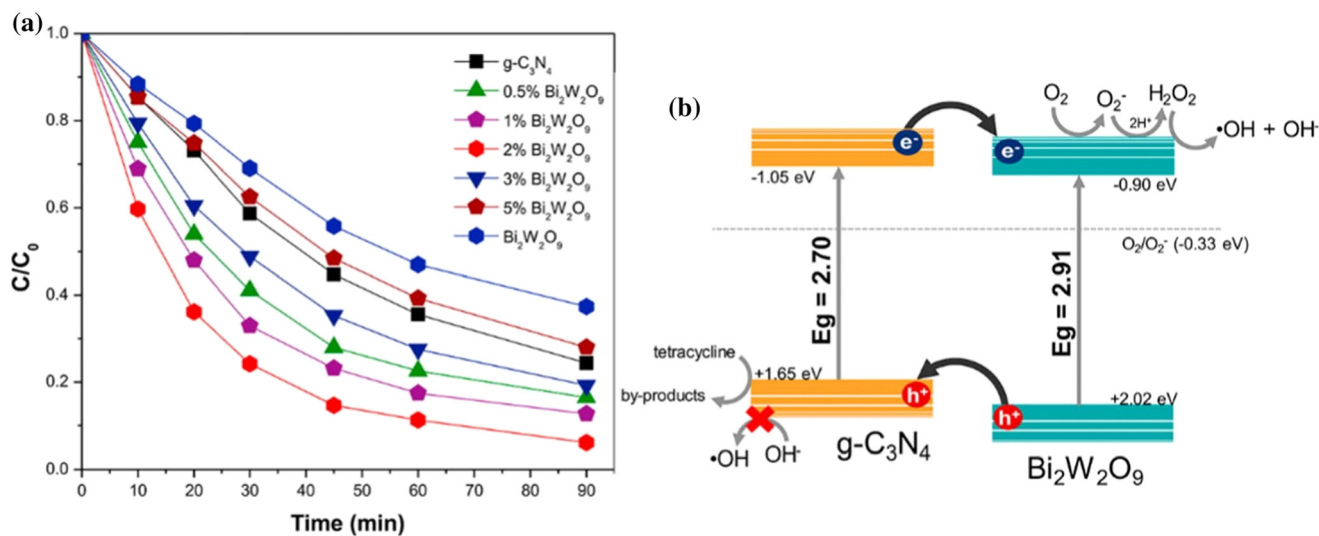 (a)
1.0
0.8
0.6
0.4
0.2
0.0
C/C₀
0 10 20 30 40 50 60 70 80 90
Time (min)
g-C₃N₄
0.5% Bi₂W₂O₉
1% Bi₂W₂O₉
2% Bi₂W₂O₉
3% Bi₂W₂O₉
5% Bi₂W₂O₉
Bi₂W₂O₉
(b)
O₂ O₂⁻ H₂O₂
2H⁺
•OH + OH⁻
e⁻ e⁻
-1.05 eV
-0.90 eV
O₂/O₂⁻ (-0.33 eV)
Eg = 2.70
Eg = 2.91
tetracycline
by-products
+1.65 eV
+2.02 eV
h⁺ h⁺
•OH OH⁻
g-C₃N₄
Bi₂W₂O₉